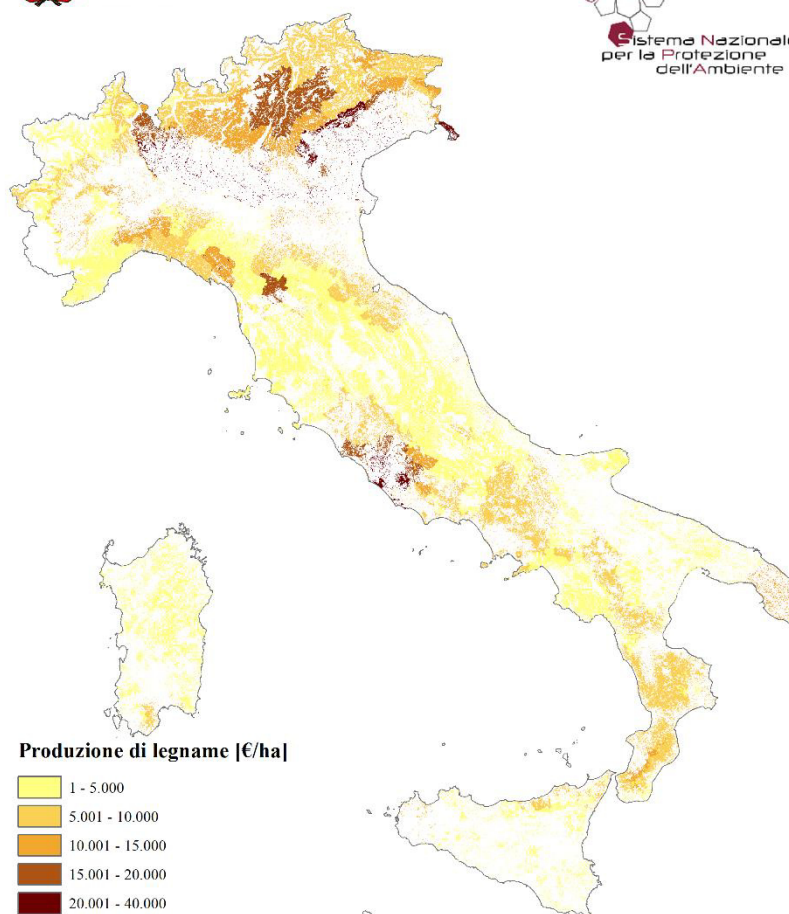 Sistema Nazionale
per la Protezione
dell'Ambiente
Produzione di legname [€/ha]
1 - 5.000
5.001 - 10.000
10.001 - 15.000
15.001 - 20.000
20.001 - 40.000